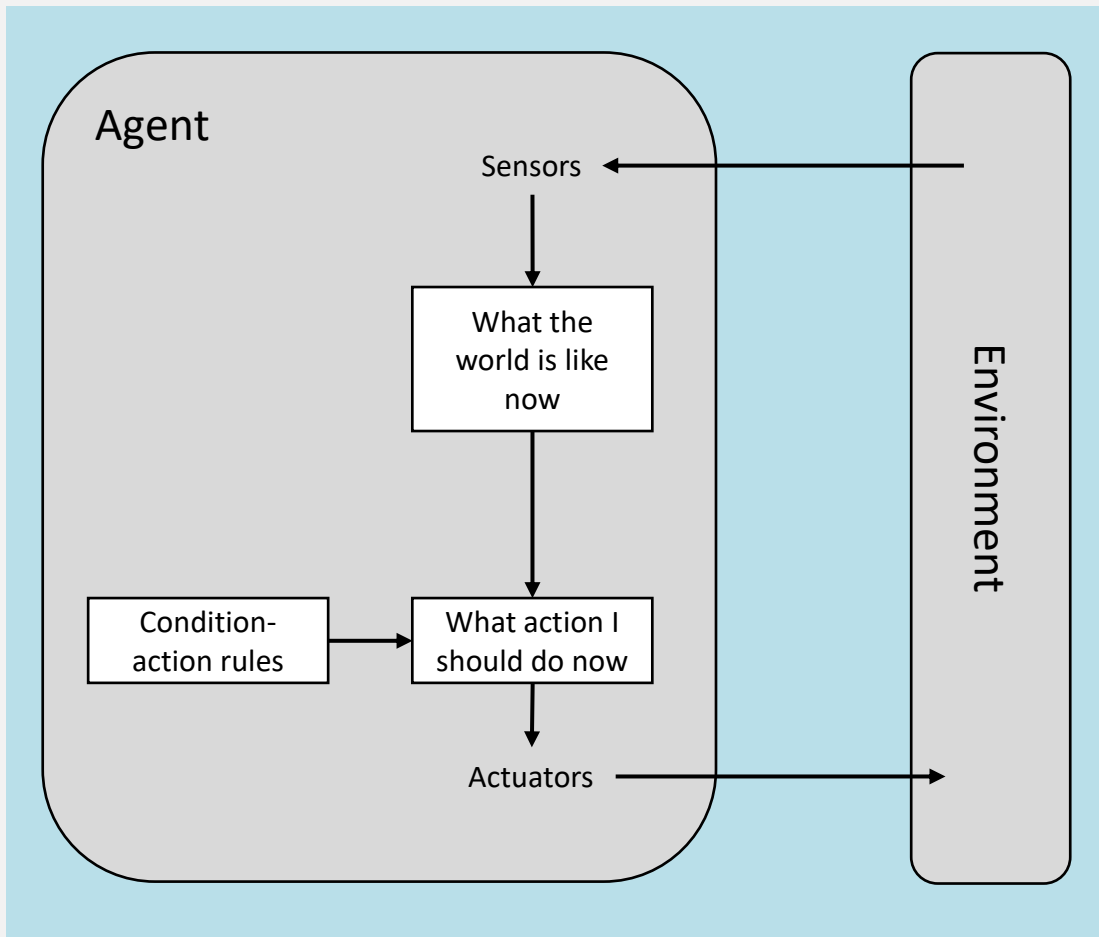 Agent
Sensors
What the
world is like
now
Environment
Condition-
action rules
What action I
should do now
Actuators